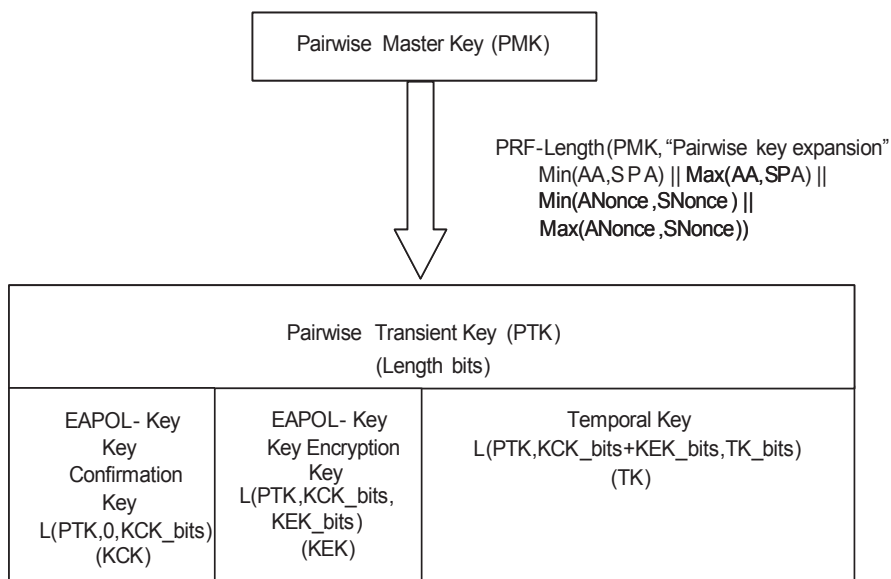 Pairwise Master Key (PMK)
PRF-Length(PMK, “Pairwise key expansion”
Min(AA,SPA) || Max(AA,SPA) ||
Min(ANonce,SNonce) ||
Max(ANonce,SNonce))
Pairwise Transient Key (PTK)
(Length bits)
EAPOL- Key
Key
Confirmation
Key
L(PTK,0,KCK_bits)
(KCK)
EAPOL- Key
Key Encryption
Key
L(PTK,KCK_bits,
KEK_bits)
(KEK)
Temporal Key
L(PTK,KCK_bits+KEK_bits,TK_bits)
(TK)